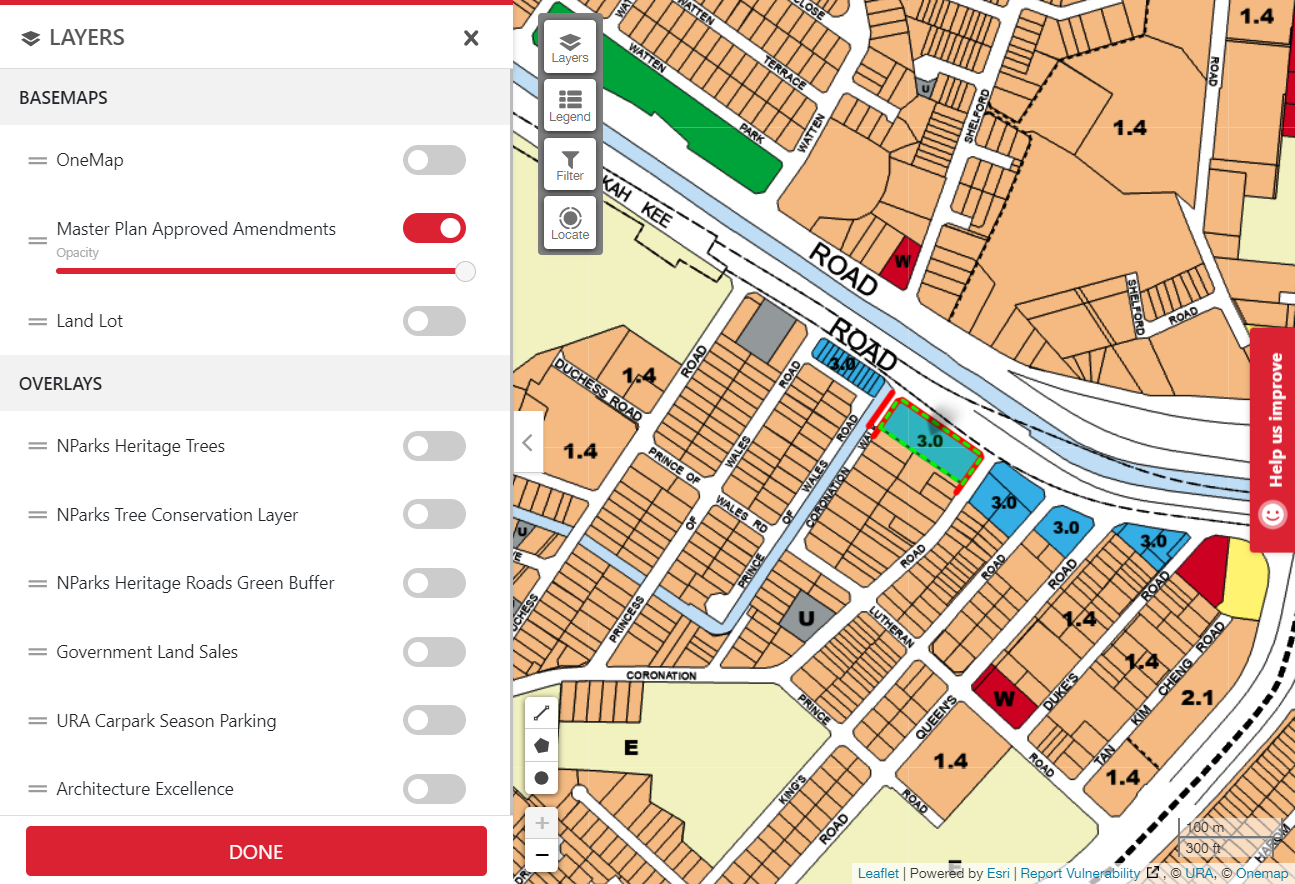 LAYERS
BASEMAPS
OneMap
Master Plan Approved Amendments
Opacity
Land Lot
OVERLAYS
NParks Heritage Trees
NParks Tree Conservation Layer
NParks Heritage Roads Green Buffer
Government Land Sales
URA Carpark Season Parking
Architecture Excellence
DONE
Layers
Legend
Filter
Locate
CLOSE
WATTEN
TERRACE
WATTEN
PARK
WATTEN
SHELFORD
ROAD
1.4
U
1.4
KAH KEE
ROAD
W
SHELFORD
ROAD
ROAD
3.0
ROAD
ROAD
1.4
DUCHESS ROAD
1.4
3.0
ROAD
WALES
WALES
CORONATION
PRINCE OF
WALES RD
OF
OF
PRINCE
3.0
3.0
3.0
U
ROAD
ROAD
ROAD
ROAD
PRINCESS
DUCHESS
U
LUTHERAN
1.4
1.4
ROAD
CORONATION
PRINCE
QUEEN'S
W
DUKE'S
KIM CHENG
2.1
E
1.4
ROAD
TAN
1.4
KING'S
ROAD
ROAD
E
Help us improve
100 m
300 ft
Leaflet | Powered by Esri | Report Vulnerability , © URA, © Onemap